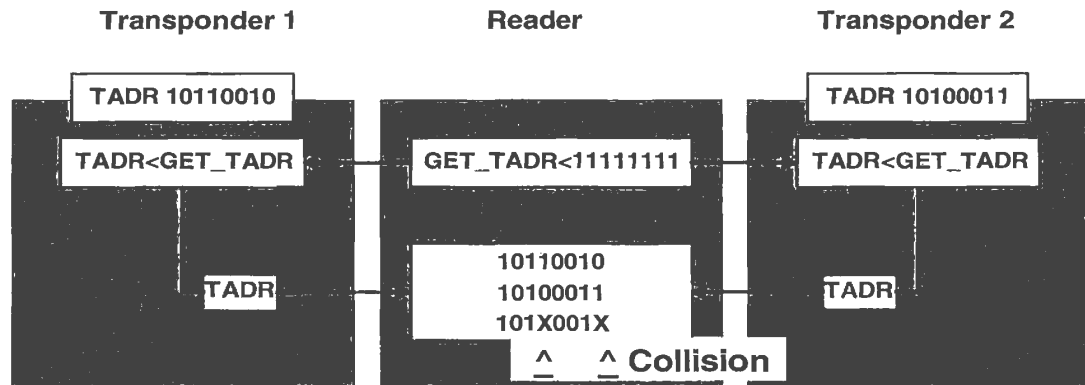 Transponder 1 Reader Transponder 2
TADR 10110010 TADR 10100011
TADR<GET_TADR GET_TADR<11111111 TADR<GET_TADR
10110010
TADR 10100011 TADR
101X001X
^ ^ Collision